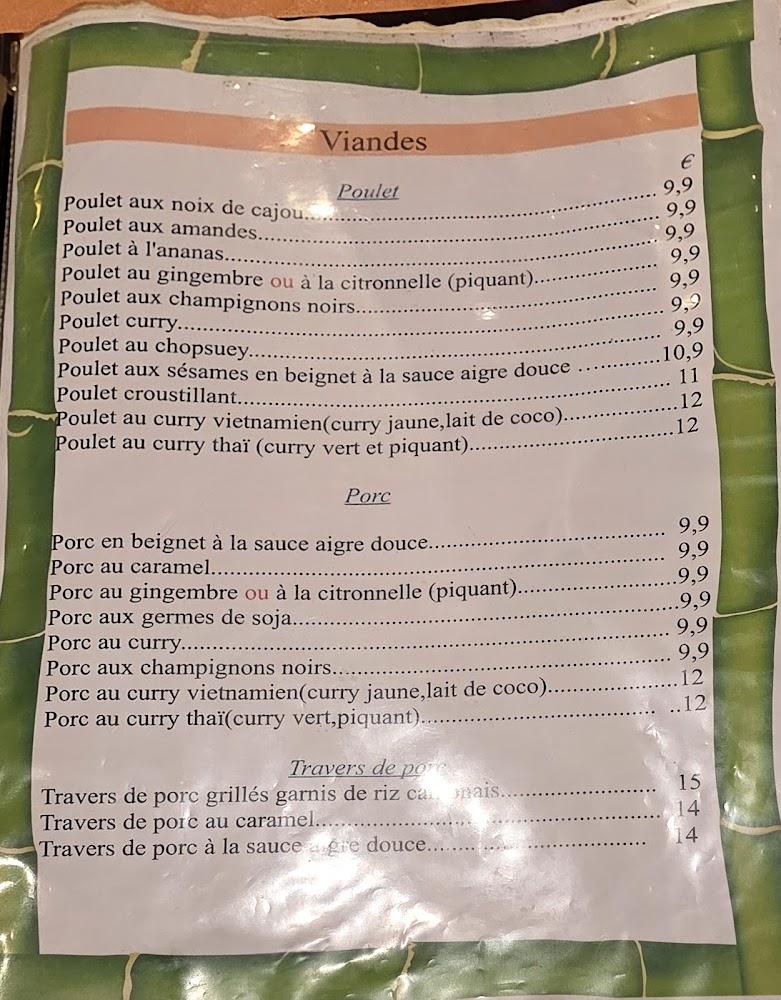 Viandes
€
Poulet
Poulet aux noix de cajou.... 9,9
Poulet aux amandes.... 9,9
Poulet à l'ananas.... 9,9
Poulet au gingembre ou à la citronnelle (piquant).... 9,9
Poulet aux champignons noirs.... 9,9
Poulet curry.... 9,9
Poulet au chopsuey.... 9,9
Poulet aux sésames en beignet à la sauce aigre douce .... 10,9
Poulet croustillant.... 11
Poulet au curry vietnamien(curry jaune,lait de coco).... 12
Poulet au curry thaï (curry vert et piquant).... 12
Porc
Porc en beignet à la sauce aigre douce.... 9,9
Porc au caramel.... 9,9
Porc au gingembre ou à la citronnelle (piquant).... 9,9
Porc aux germes de soja.... 9,9
Porc au curry.... 9,9
Porc aux champignons noirs.... 9,9
Porc au curry vietnamien(curry jaune,lait de coco).... 12
Porc au curry thaï(curry vert,piquant).... 12
Travers de porc
Travers de porc grillés garnis de riz .... 15
Travers de porc au caramel.... 14
Travers de porc à la sauce aigre douce.... 14